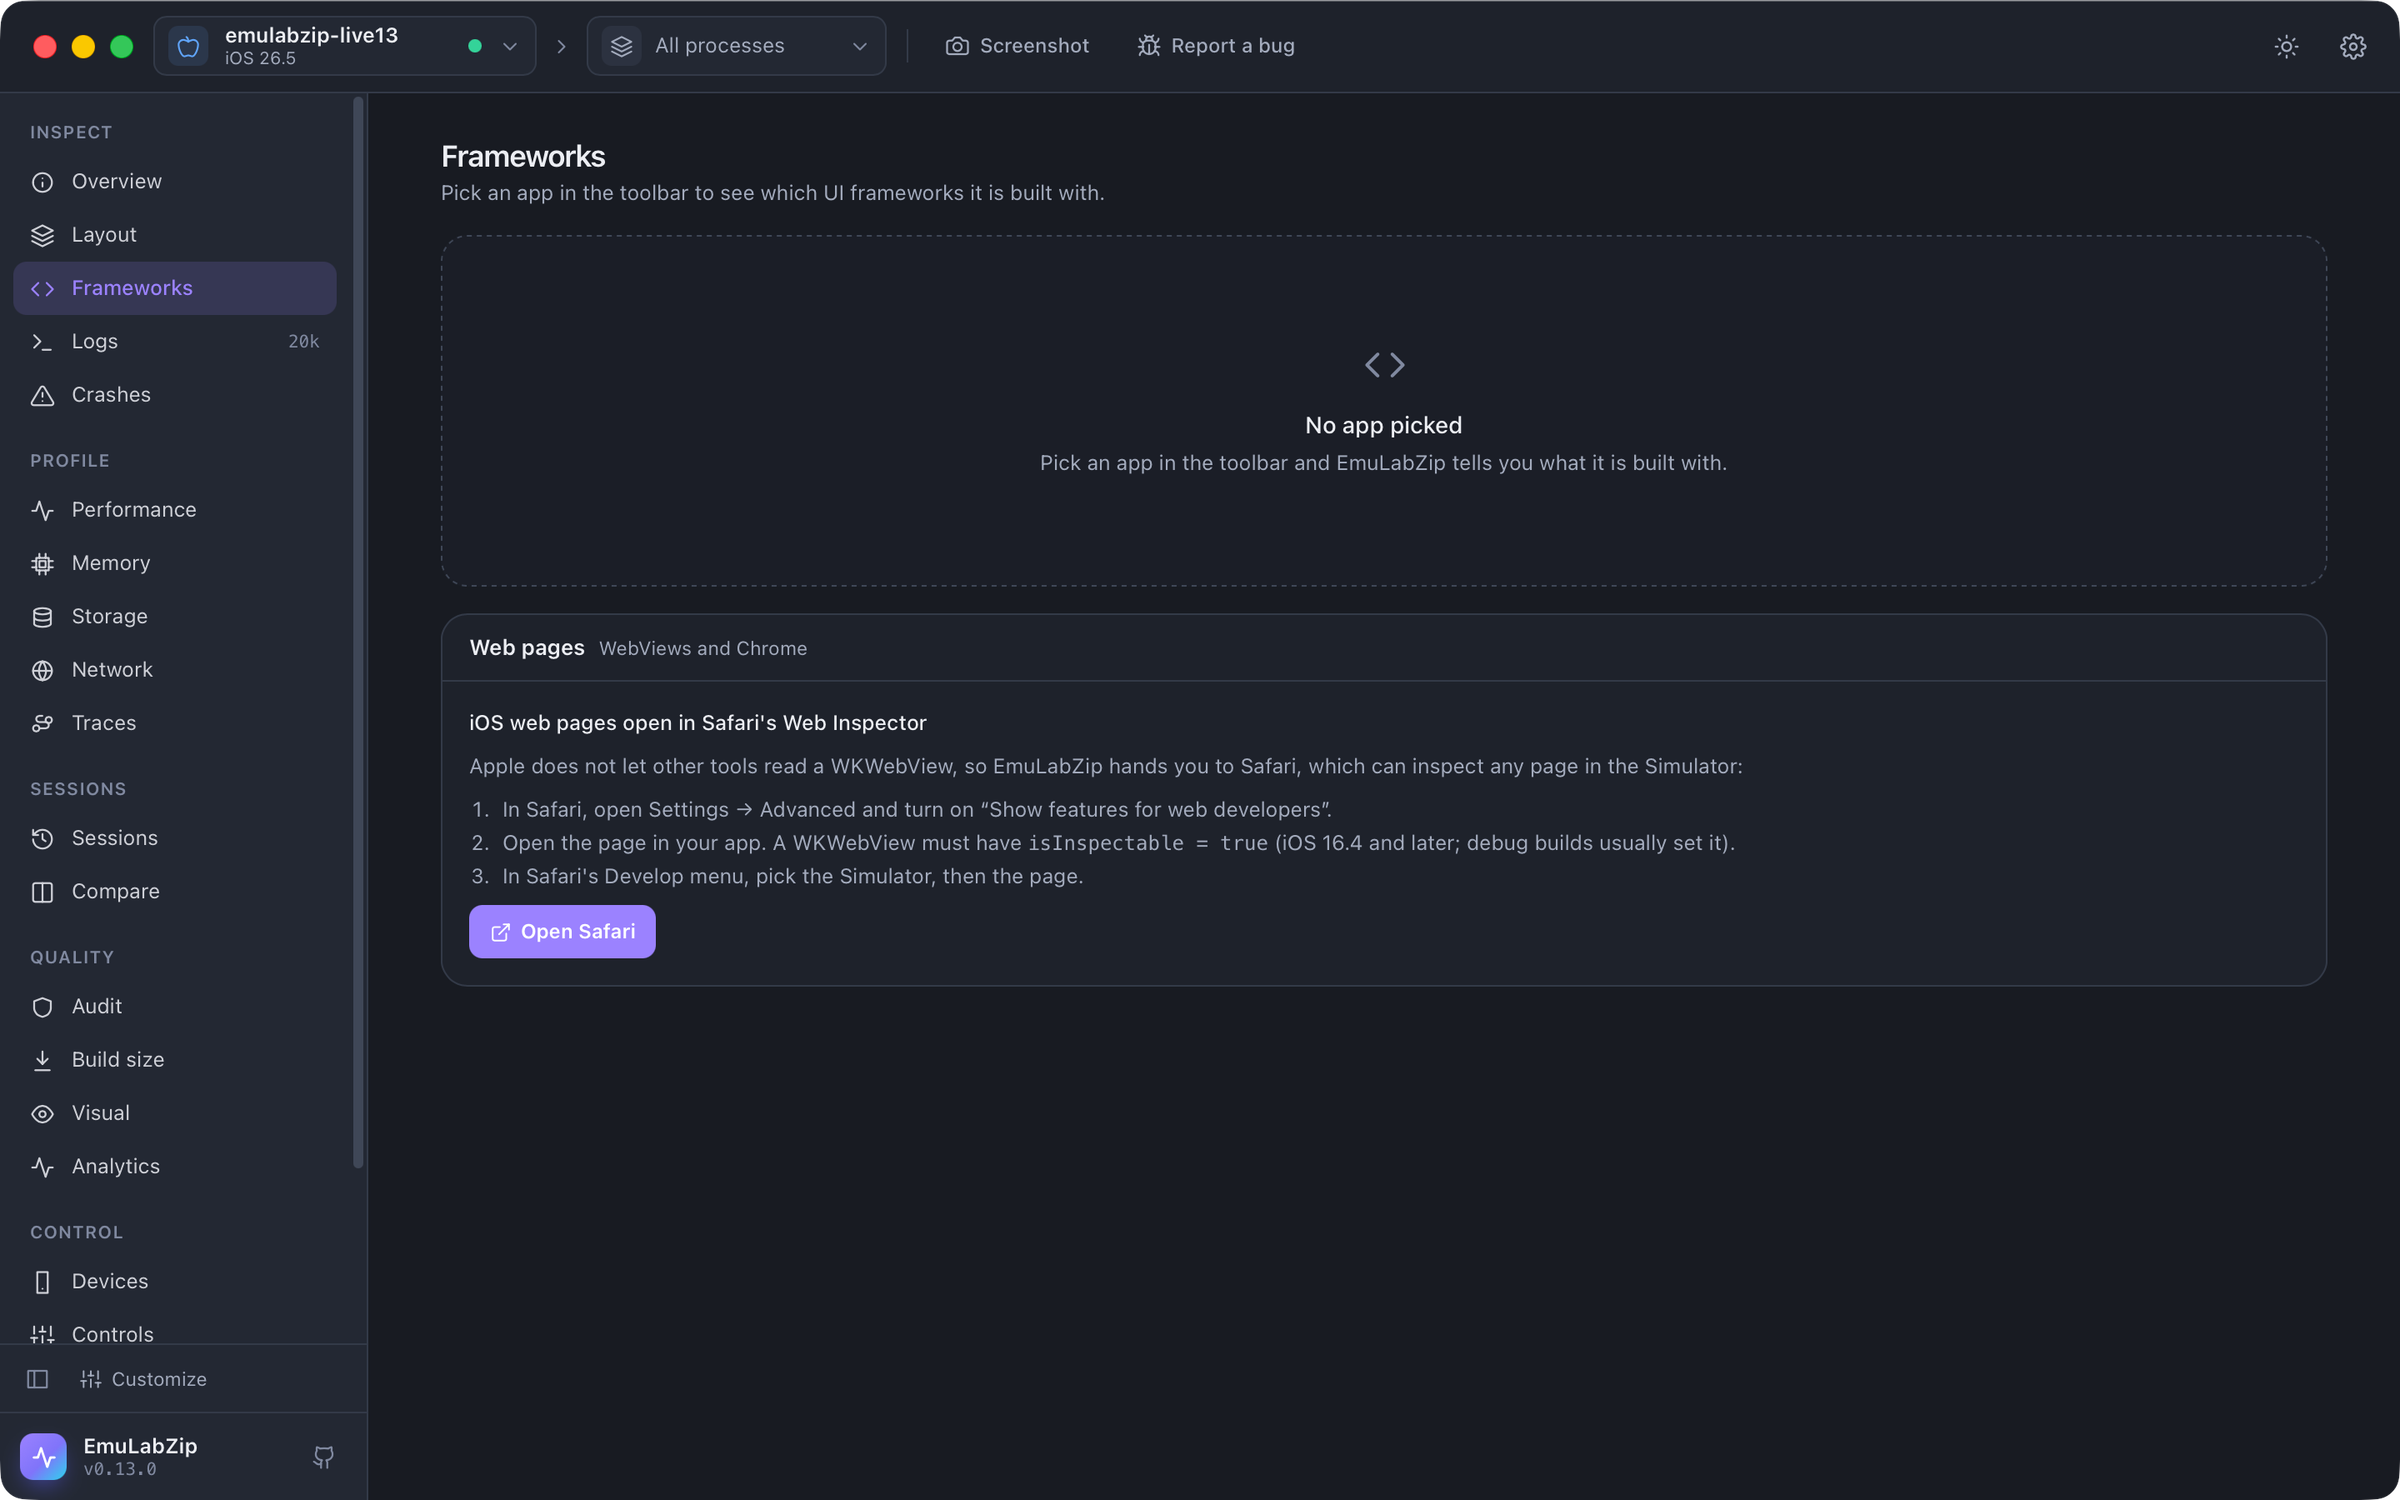 emulabzip-live13
iOS 26.5
All processes
Screenshot
Report a bug
INSPECT
Overview
Layout
Frameworks
Logs 20k
Crashes
PROFILE
Performance
Memory
Storage
Network
Traces
SESSIONS
Sessions
Compare
QUALITY
Audit
Build size
Visual
Analytics
CONTROL
Devices
Controls
Customize
EmuLabZip
v0.13.0
Frameworks
Pick an app in the toolbar to see which UI frameworks it is built with.
No app picked
Pick an app in the toolbar and EmuLabZip tells you what it is built with.
Web pages WebViews and Chrome
iOS web pages open in Safari's Web Inspector
Apple does not let other tools read a WKWebView, so EmuLabZip hands you to Safari, which can inspect any page in the Simulator:
1. In Safari, open Settings → Advanced and turn on “Show features for web developers”.
2. Open the page in your app. A WKWebView must have isInspectable = true (iOS 16.4 and later; debug builds usually set it).
3. In Safari's Develop menu, pick the Simulator, then the page.
Open Safari